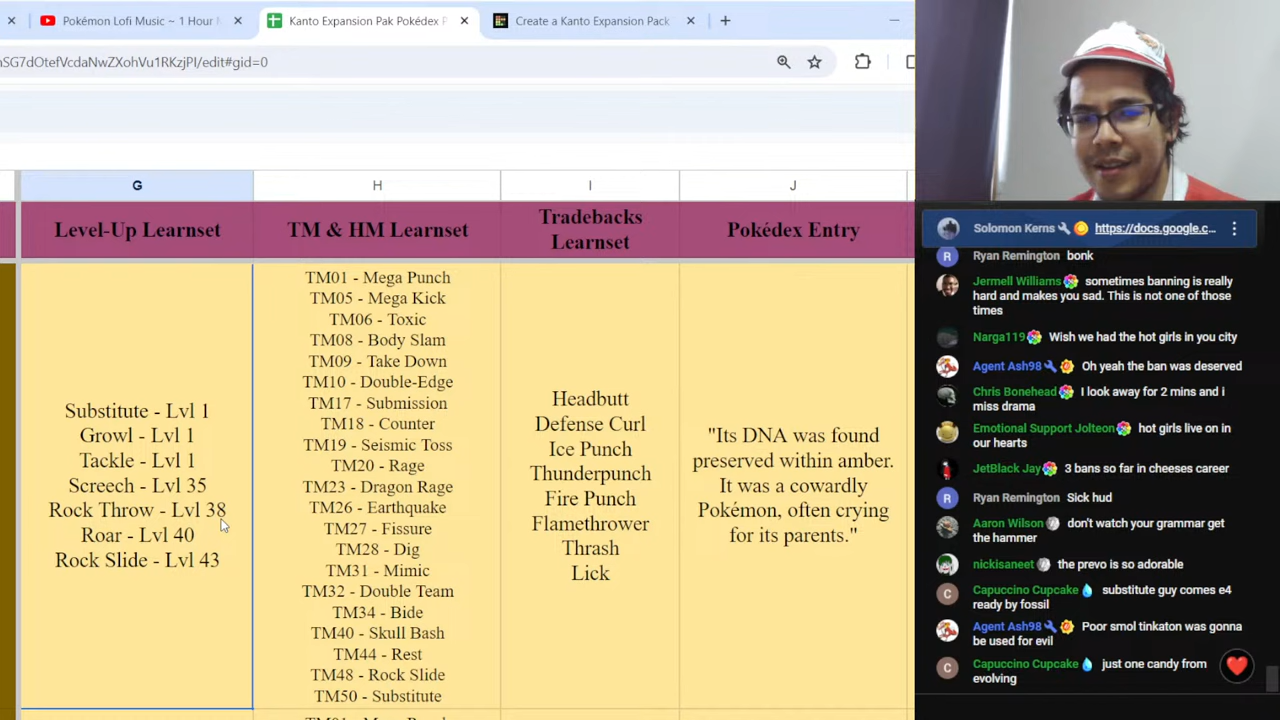 Pokémon Lofi Music ~ 1 Hour
Kanto Expansion Pak Pokédex P
Create a Kanto Expansion Pack
nSG7dOtefVcdaNwZXohVu1RKzjPI/edit#gid=0
G
H
I
J
Level-Up Learnset
TM & HM Learnset
Tradebacks
Learnset
Pokédex Entry
Substitute - Lvl 1
Growl - Lvl 1
Tackle - Lvl 1
Screech - Lvl 35
Rock Throw - Lvl 38
Roar - Lvl 40
Rock Slide - Lvl 43
TM01 - Mega Punch
TM05 - Mega Kick
TM06 - Toxic
TM08 - Body Slam
TM09 - Take Down
TM10 - Double-Edge
TM17 - Submission
TM18 - Counter
TM19 - Seismic Toss
TM20 - Rage
TM23 - Dragon Rage
TM26 - Earthquake
TM27 - Fissure
TM28 - Dig
TM31 - Mimic
TM32 - Double Team
TM34 - Bide
TM40 - Skull Bash
TM44 - Rest
TM48 - Rock Slide
TM50 - Substitute
Headbutt
Defense Curl
Ice Punch
Thunderpunch
Fire Punch
Flamethrower
Thrash
Lick
"Its DNA was found
preserved within amber.
It was a cowardly
Pokémon, often crying
for its parents."
Solomon Kerns https://docs.google.c...
R Ryan Remington bonk
Jermell Williams sometimes banning is really
hard and makes you sad. This is not one of those
times
Narga119 Wish we had the hot girls in you city
Agent Ash98 Oh yeah the ban was deserved
Chris Bonehead I look away for 2 mins and i
miss drama
Emotional Support Jolteon hot girls live on in
our hearts
JetBlack Jay 3 bans so far in cheeses career
R Ryan Remington Sick hud
Aaron Wilson don't watch your grammar get
the hammer
nickisaneet the prevo is so adorable
C Capuccino Cupcake substitute guy comes e4
ready by fossil
Agent Ash98 Poor smol tinkaton was gonna
be used for evil
C Capuccino Cupcake just one candy from
evolving